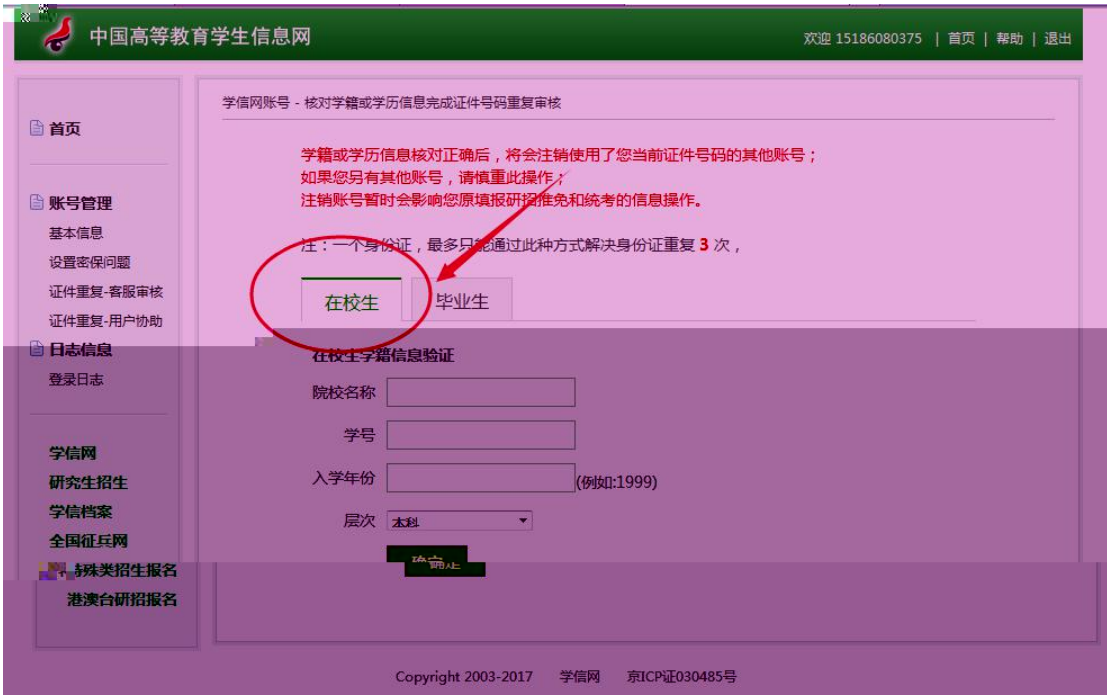 中国高等教育学生信息网
欢迎 15186080375 | 首页 | 帮助 | 退出
首页
账号管理
基本信息
设置密保问题
证件重复-客服审核
证件重复-用户协助
日志信息
登录日志
学信网
研究生招生
学信档案
全国征兵网
殊类招生报名
港澳台研招报名
学信网账号 - 核对学籍或学历信息完成证件号码重复审核
学籍或学历信息核对正确后，将会注销使用了您当前证件号码的其他账号；
如果您另有其他账号，请慎重此操作；
注销账号暂时会影响您原填报研招推免和统考的信息操作。
注：一个身份证，最多只能通过此种方式解决身份证重复 3 次，
在校生 毕业生
在校生学籍信息验证
院校名称
学号
入学年份 (例如:1999)
层次 本科
Copyright 2003-2017 学信网 京ICP证030485号